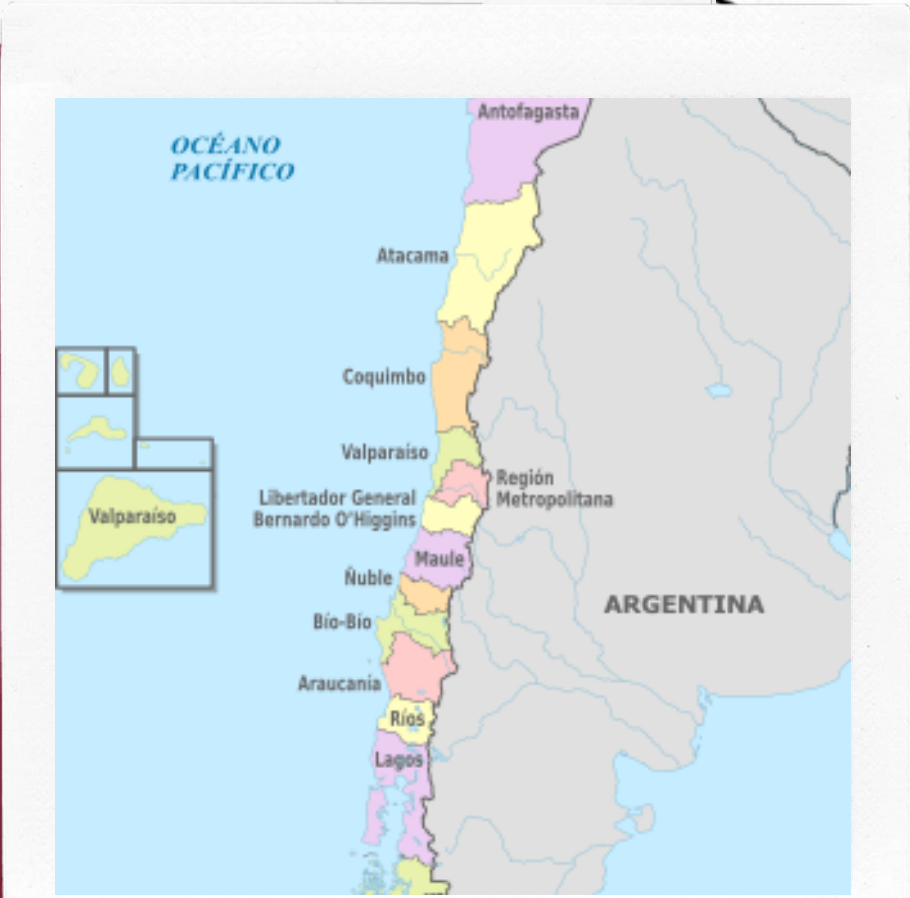 Antofagasta
OCÉANO
PACÍFICO
Atacama
Coquimbo
Valparaíso
Región
Metropolitana
Libertador General
Bernardo O'Higgins
Valparaíso
Maule
Ñuble
ARGENTINA
Bío-Bío
Araucanía
Ríos
Lagos